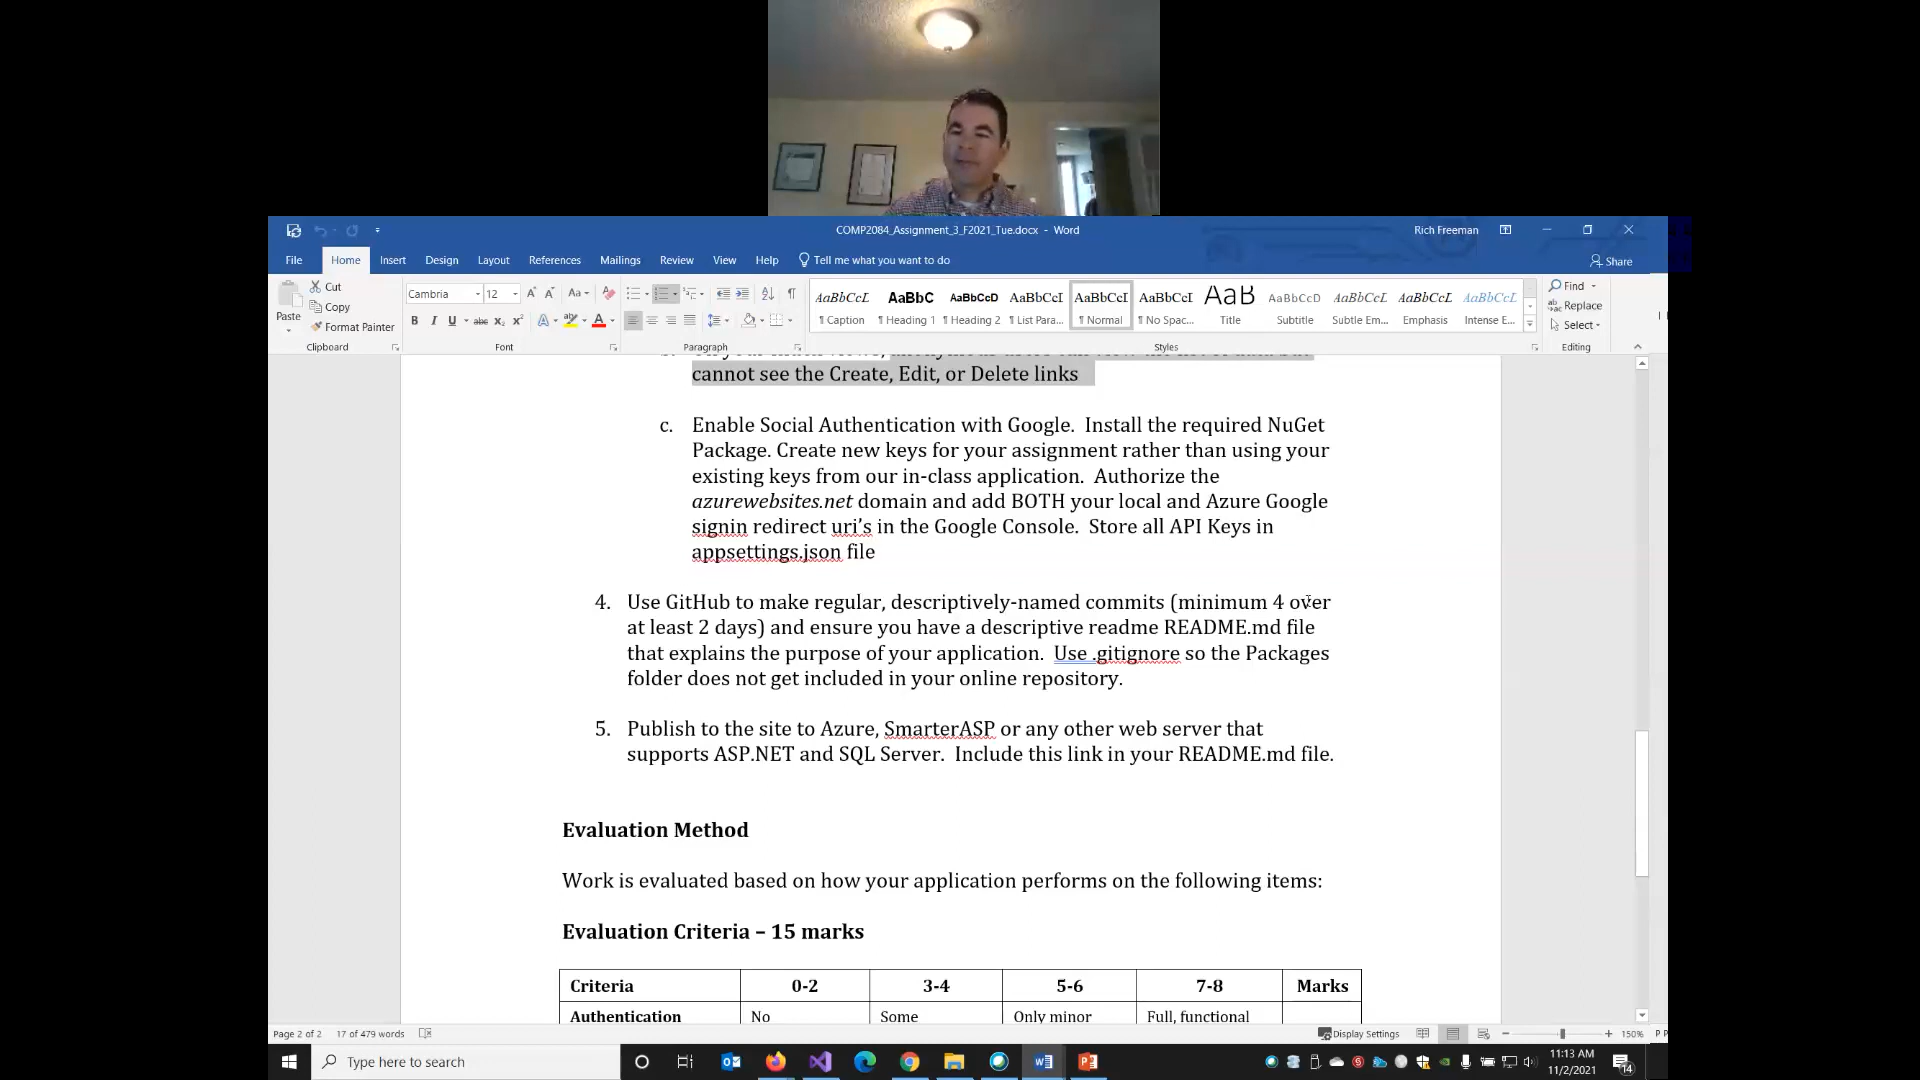 COMP2084_Assignment_3_F2021_Tue.docx - Word
Rich Freeman
File Home Insert Design Layout References Mailings Review View Help Tell me what you want to do
Share
Paste
Cut
Copy
Format Painter
Clipboard
Cambria 12
Font
Paragraph
AaBbCcL AaBbC AaBbCcD AaBbCcI AaBbCcI AaBbCcI AaB AaBbCcD AaBbCcL AaBbCcL AaBbCcL
¶ Caption ¶ Heading 1 ¶ Heading 2 ¶ List Para... ¶ Normal ¶ No Spac... Title Subtitle Subtle Em... Emphasis Intense E...
Styles
Find
Replace
Select
Editing
cannot see the Create, Edit, or Delete links
c. Enable Social Authentication with Google.  Install the required NuGet
Package. Create new keys for your assignment rather than using your
existing keys from our in-class application.  Authorize the
azurewebsites.net domain and add BOTH your local and Azure Google
signin redirect uri’s in the Google Console.  Store all API Keys in
appsettings.json file
4. Use GitHub to make regular, descriptively-named commits (minimum 4 over
at least 2 days) and ensure you have a descriptive readme README.md file
that explains the purpose of your application.  Use .gitignore so the Packages
folder does not get included in your online repository.
5. Publish to the site to Azure, SmarterASP or any other web server that
supports ASP.NET and SQL Server.  Include this link in your README.md file.
Evaluation Method
Work is evaluated based on how your application performs on the following items:
Evaluation Criteria – 15 marks
Criteria 0-2 3-4 5-6 7-8 Marks
Authentication No Some Only minor Full, functional
Page 2 of 2 17 of 479 words
Display Settings
150%
Type here to search
11:13 AM
11/2/2021
14